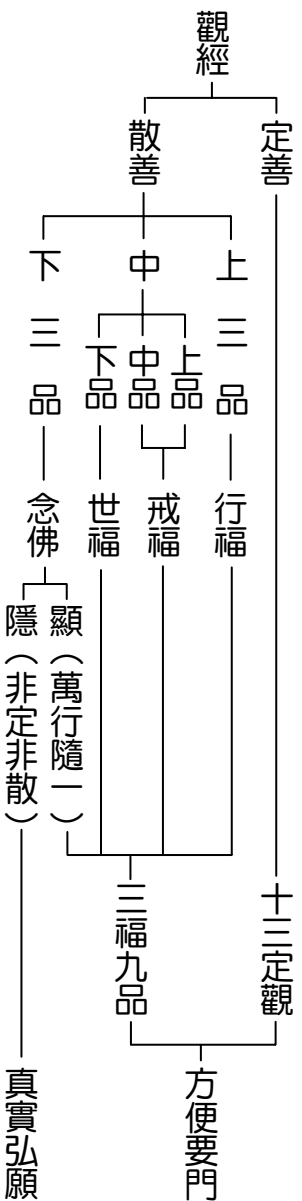 觀經
定善
散善
上三品
中
下三品
上品
中品
下品
行福
戒福
世福
念佛
顯（萬行隨一）
隱（非定非散）
十三定觀
三福九品
方便要門
真實弘願